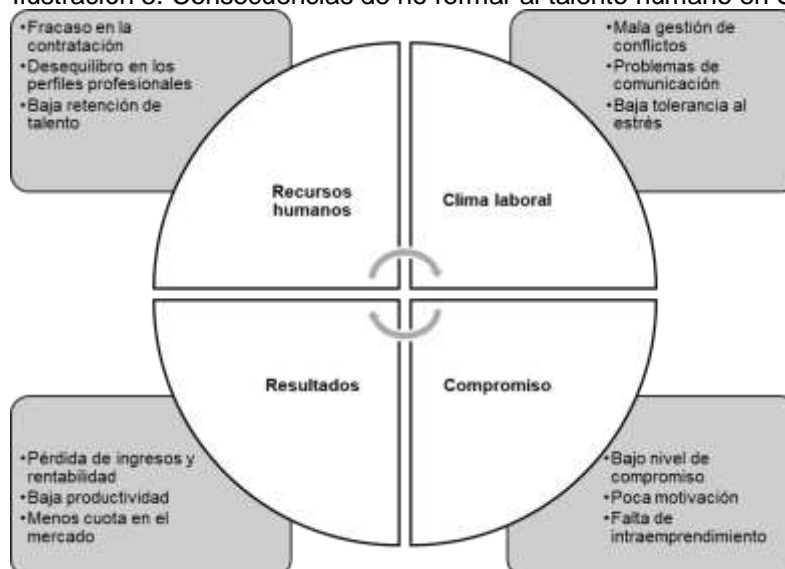 Consecuencias de no formar al talento humano en
•Fracaso en la
contratación
•Desequilibro en los
perfiles profesionales
•Baja retención de
talento
•Mala gestión de
conflictos
•Problemas de
comunicación
•Baja tolerancia al
estrés
Recursos
humanos
Clima laboral
Resultados
Compromiso
•Pérdida de ingresos y
rentabilidad
•Baja productividad
•Menos cuota en el
mercado
•Bajo nivel de
compromiso
•Poca motivación
•Falta de
intraemprendimiento